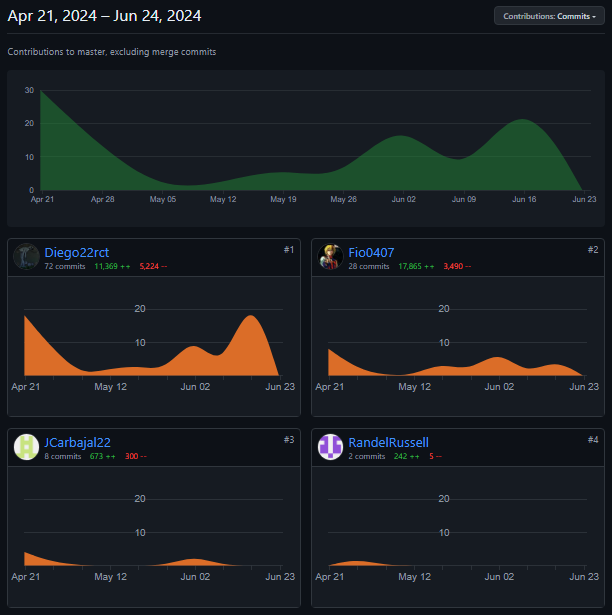 Apr 21, 2024 – Jun 24, 2024
Contributions: Commits
Contributions to master, excluding merge commits
30
20
10
0
Apr 21 Apr 28 May 05 May 12 May 19 May 26 Jun 02 Jun 09 Jun 16 Jun 23
Diego22rct #1
72 commits 11,369 ++ 5,224 --
20
10
Apr 21 May 12 Jun 02 Jun 23
Fio0407 #2
28 commits 17,865 ++ 3,490 --
20
10
Apr 21 May 12 Jun 02 Jun 23
JCarbajal22 #3
8 commits 673 ++ 300 --
20
10
Apr 21 May 12 Jun 02 Jun 23
RandelRussell #4
2 commits 242 ++ 5 --
20
10
Apr 21 May 12 Jun 02 Jun 23